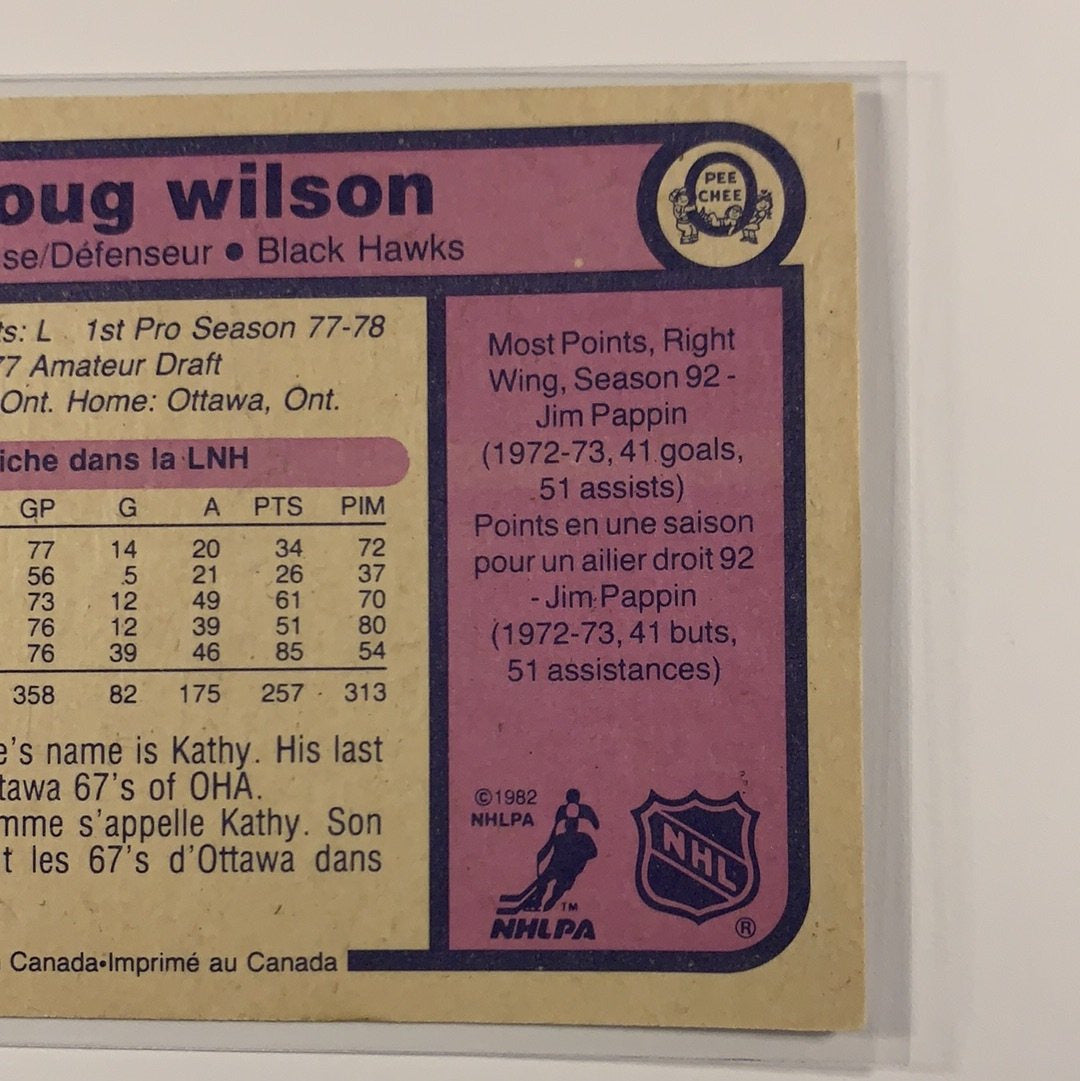 oug wilson
se/Défenseur • Black Hawks
PEE
CHEE
ts: L 1st Pro Season 77-78
77 Amateur Draft
Ont. Home: Ottawa, Ont.
iche dans la LNH
GP G A PTS PIM
77 14 20 34 72
56 5 21 26 37
73 12 49 61 70
76 12 39 51 80
76 39 46 85 54
358 82 175 257 313
e's name is Kathy. His last
tawa 67's of OHA.
mme s'appelle Kathy. Son
t les 67's d'Ottawa dans
Canada•Imprimé au Canada
Most Points, Right
Wing, Season 92 -
Jim Pappin
(1972-73, 41 goals,
51 assists)
Points en une saison
pour un ailier droit 92
- Jim Pappin
(1972-73, 41 buts,
51 assistances)
©1982
NHLPA
TM
NHLPA
NHL
®